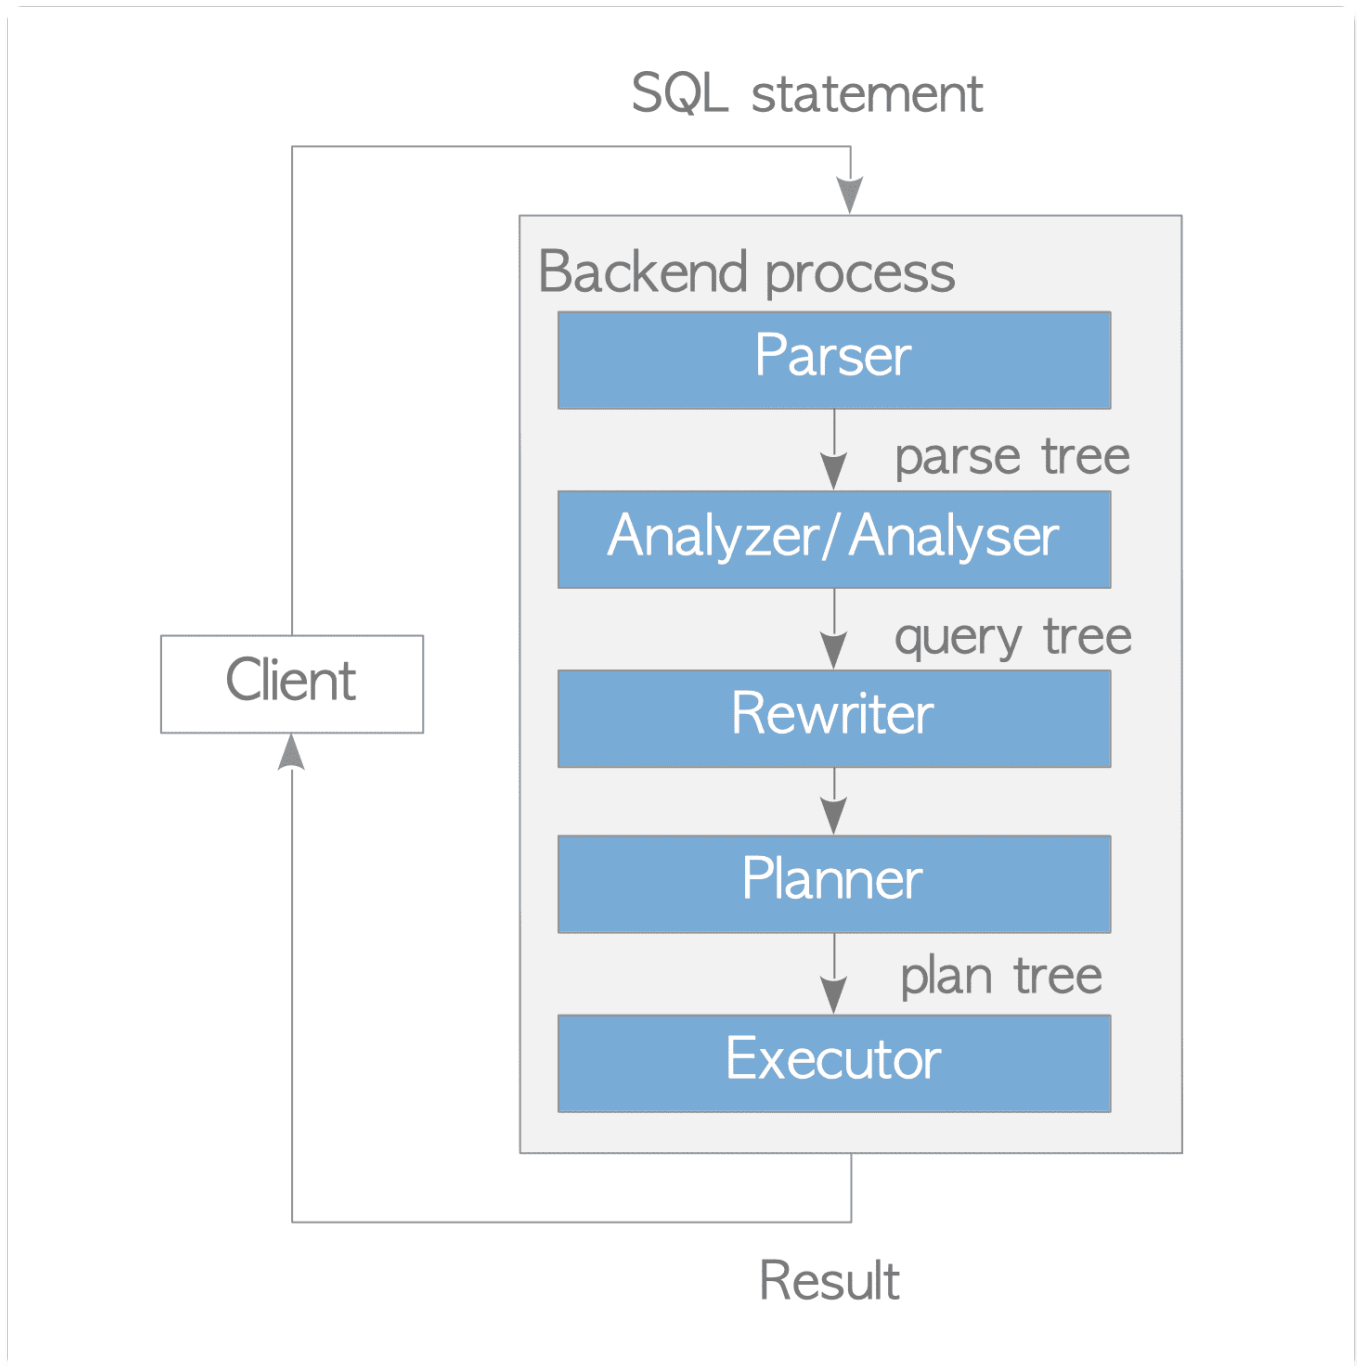 SQL statement
Backend process
Parser
parse tree
Analyzer/Analyser
query tree
Client
Rewriter
Planner
plan tree
Executor
Result